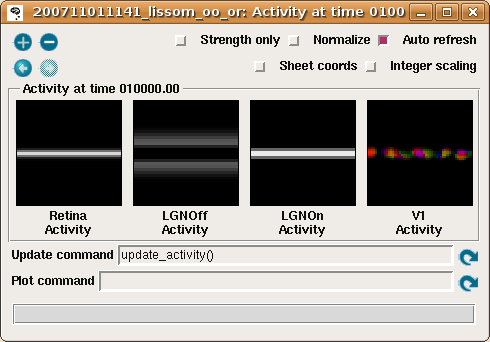 200711011141_lissom_oo_or: Activity at time 0100
Strength only Normalize Auto refresh
Sheet coords Integer scaling
Activity at time 010000.00
Retina Activity
LGNOff Activity
LGNOn Activity
V1 Activity
Update command update_activity()
Plot command